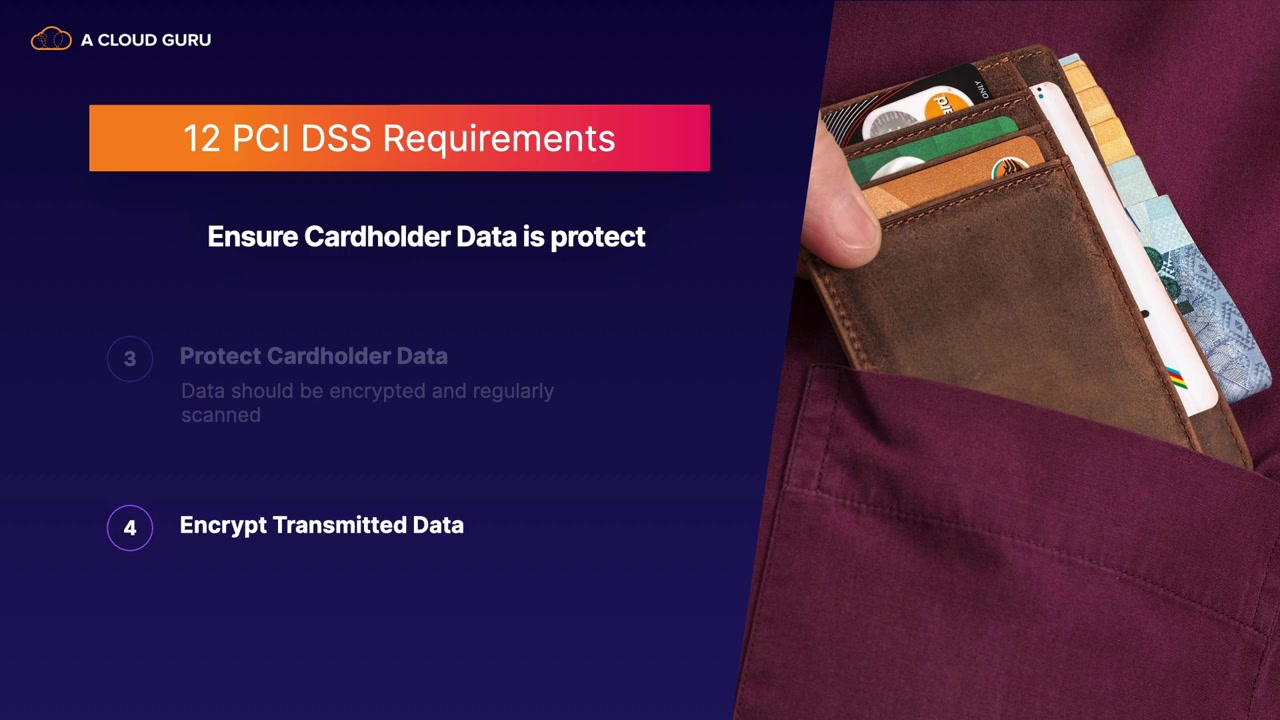 A CLOUD GURU
12 PCI DSS Requirements
Ensure Cardholder Data is protect
3 Protect Cardholder Data
Data should be encrypted and regularly
scanned
4 Encrypt Transmitted Data
ONLY